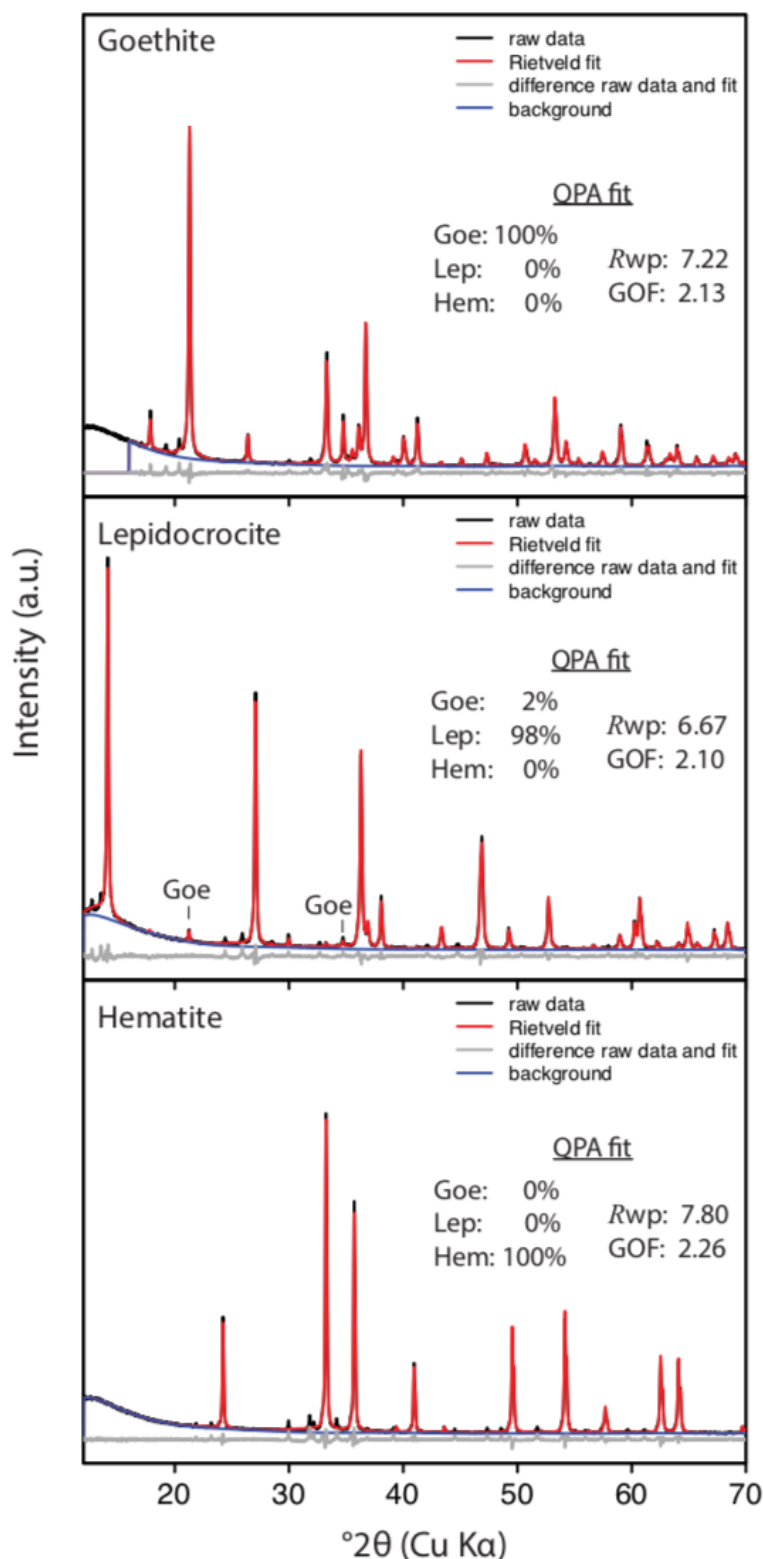 Goethite
raw data
Rietveld fit
difference raw data and fit
background
QPA fit
Goe: 100%
Lep: 0%
Hem: 0%
Rwp: 7.22
GOF: 2.13
Lepidocrocite
raw data
Rietveld fit
difference raw data and fit
background
QPA fit
Goe: 2%
Lep: 98%
Hem: 0%
Rwp: 6.67
GOF: 2.10
Goe
Goe
Hematite
raw data
Rietveld fit
difference raw data and fit
background
QPA fit
Goe: 0%
Lep: 0%
Hem: 100%
Rwp: 7.80
GOF: 2.26
Intensity (a.u.)
20 30 40 50 60 70
°2θ (Cu Kα)